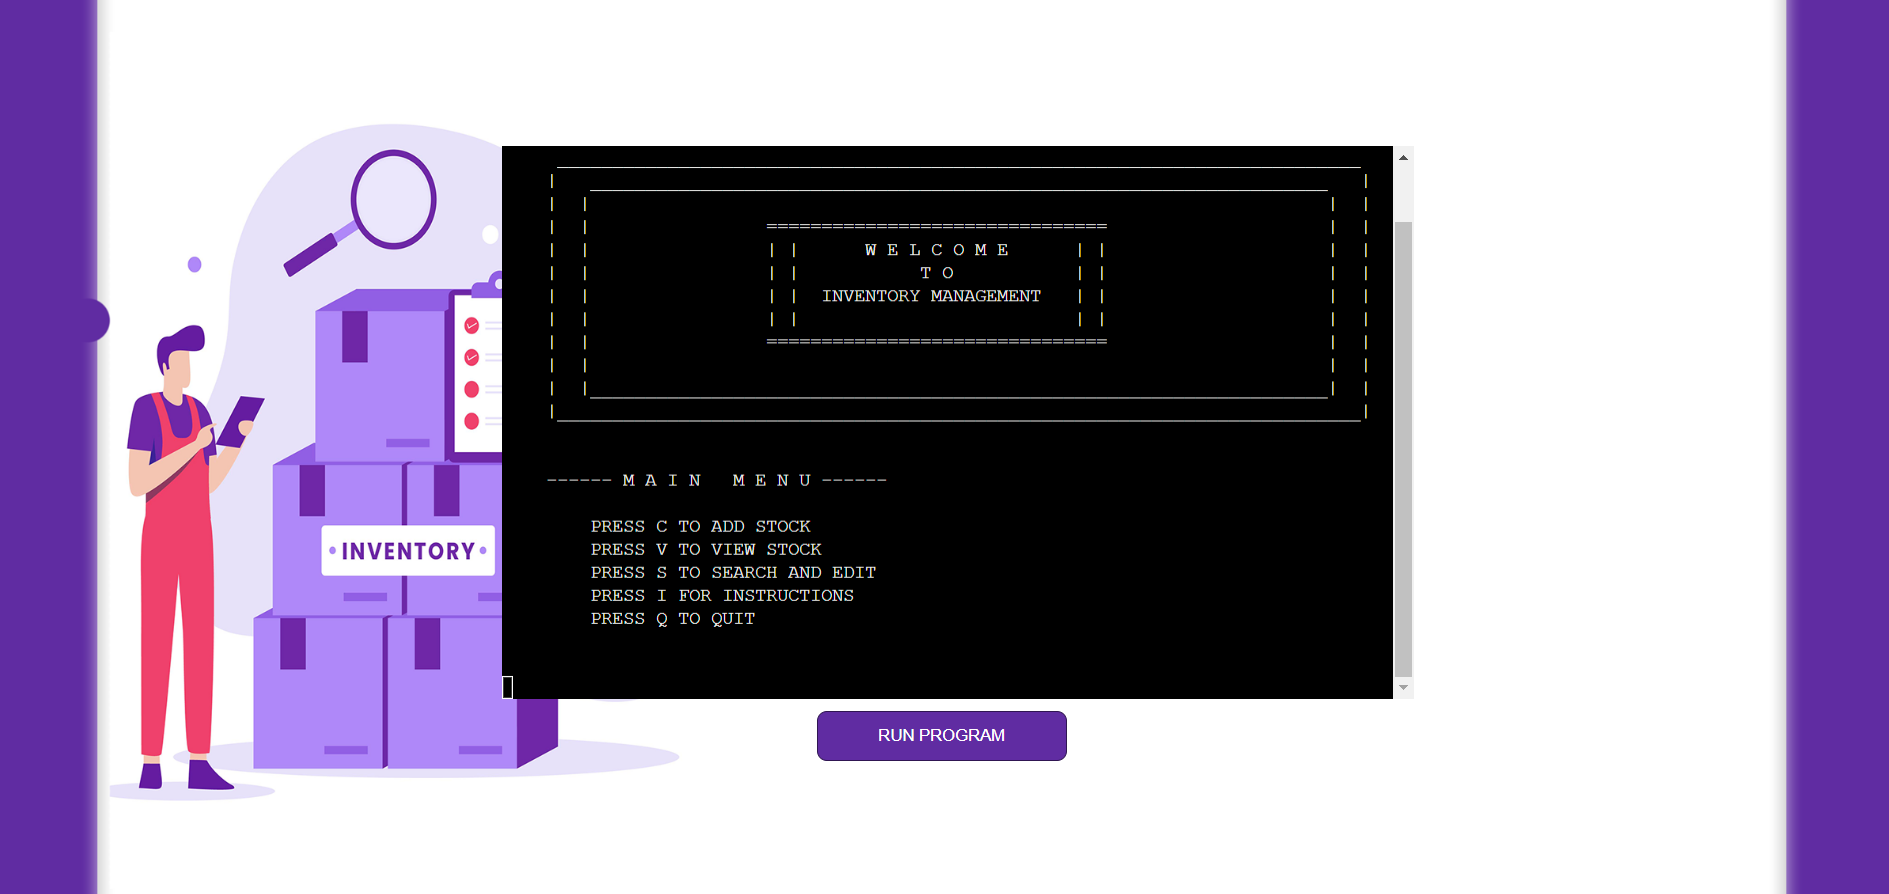 ===============================
| | W E L C O M E | |
| | T O | |
| | INVENTORY MANAGEMENT | |
| | | |
===============================
------ M A I N   M E N U ------
PRESS C TO ADD STOCK
PRESS V TO VIEW STOCK
PRESS S TO SEARCH AND EDIT
PRESS I FOR INSTRUCTIONS
PRESS Q TO QUIT
• INVENTORY •
RUN PROGRAM